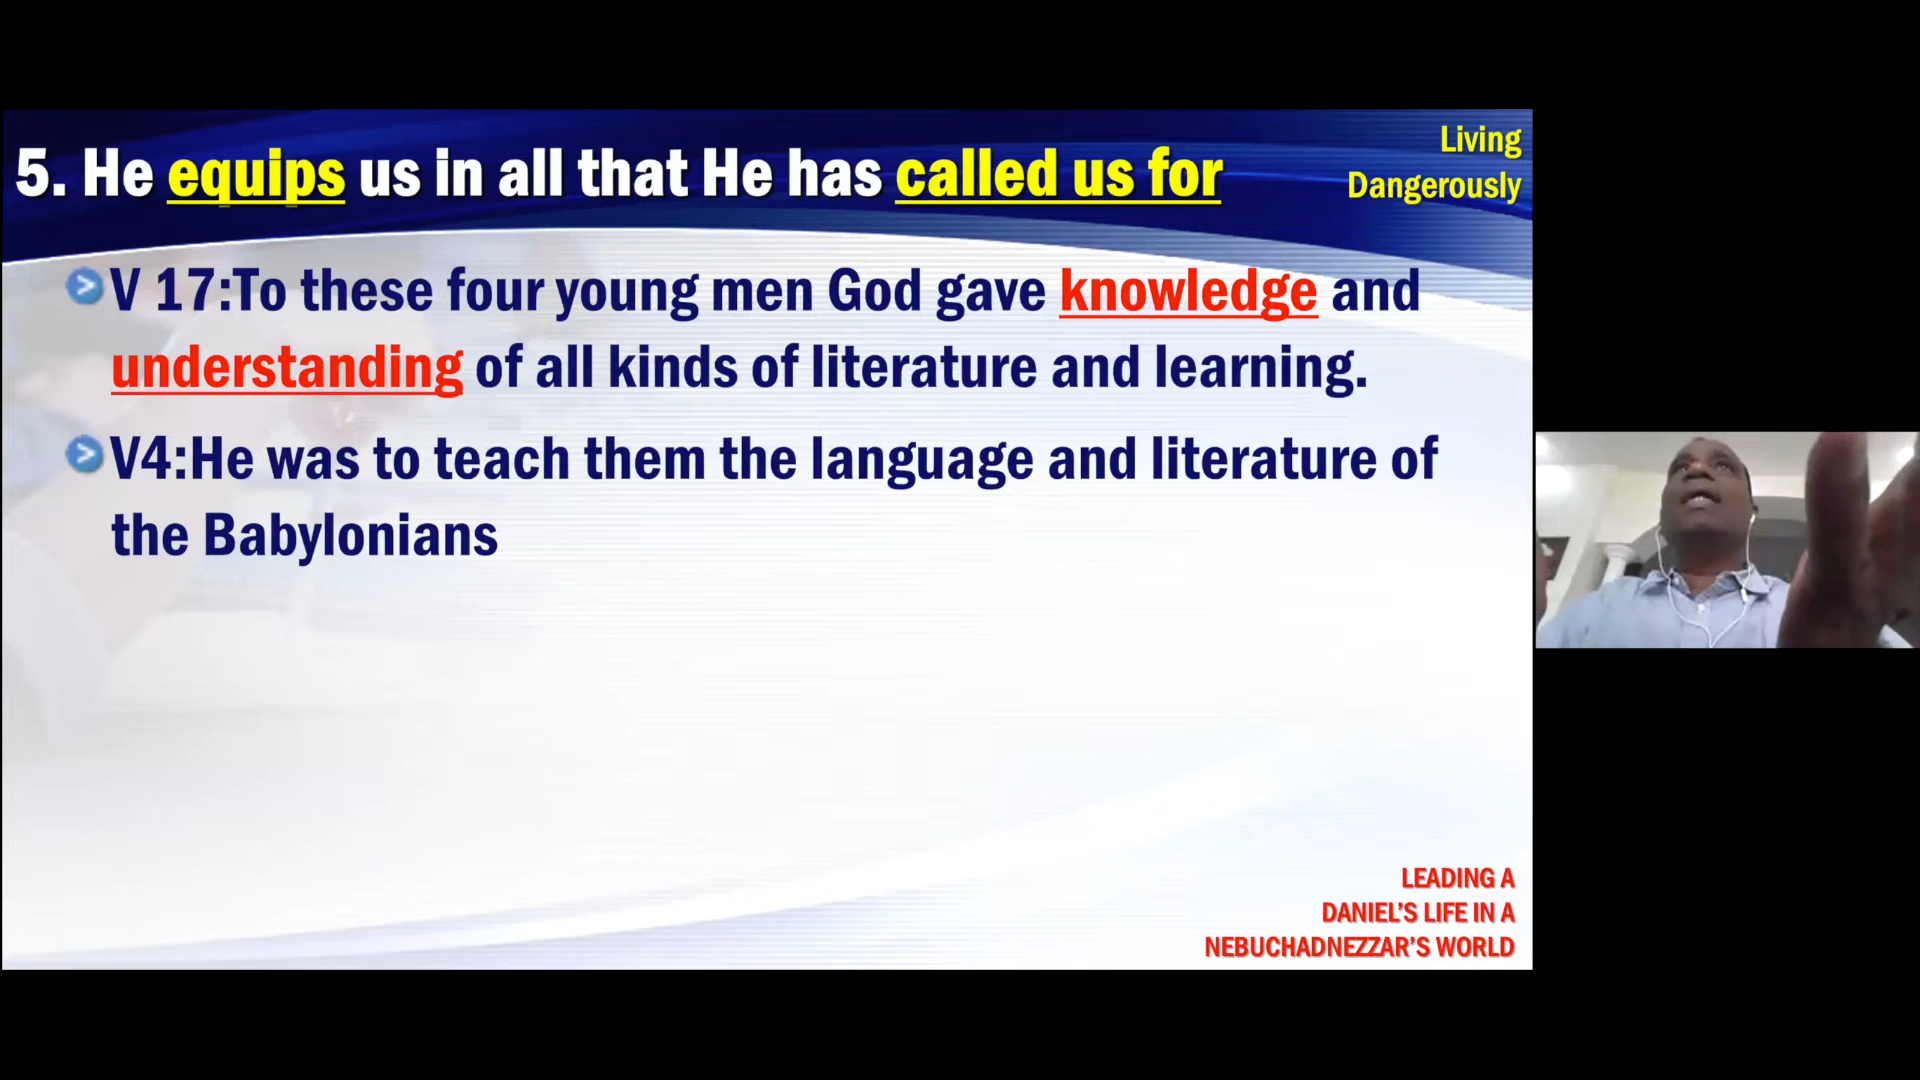 5. He equips us in all that He has called us for
Living
Dangerously
V 17:To these four young men God gave knowledge and
understanding of all kinds of literature and learning.
V4:He was to teach them the language and literature of
the Babylonians
LEADING A
DANIEL’S LIFE IN A
NEBUCHADNEZZAR’S WORLD